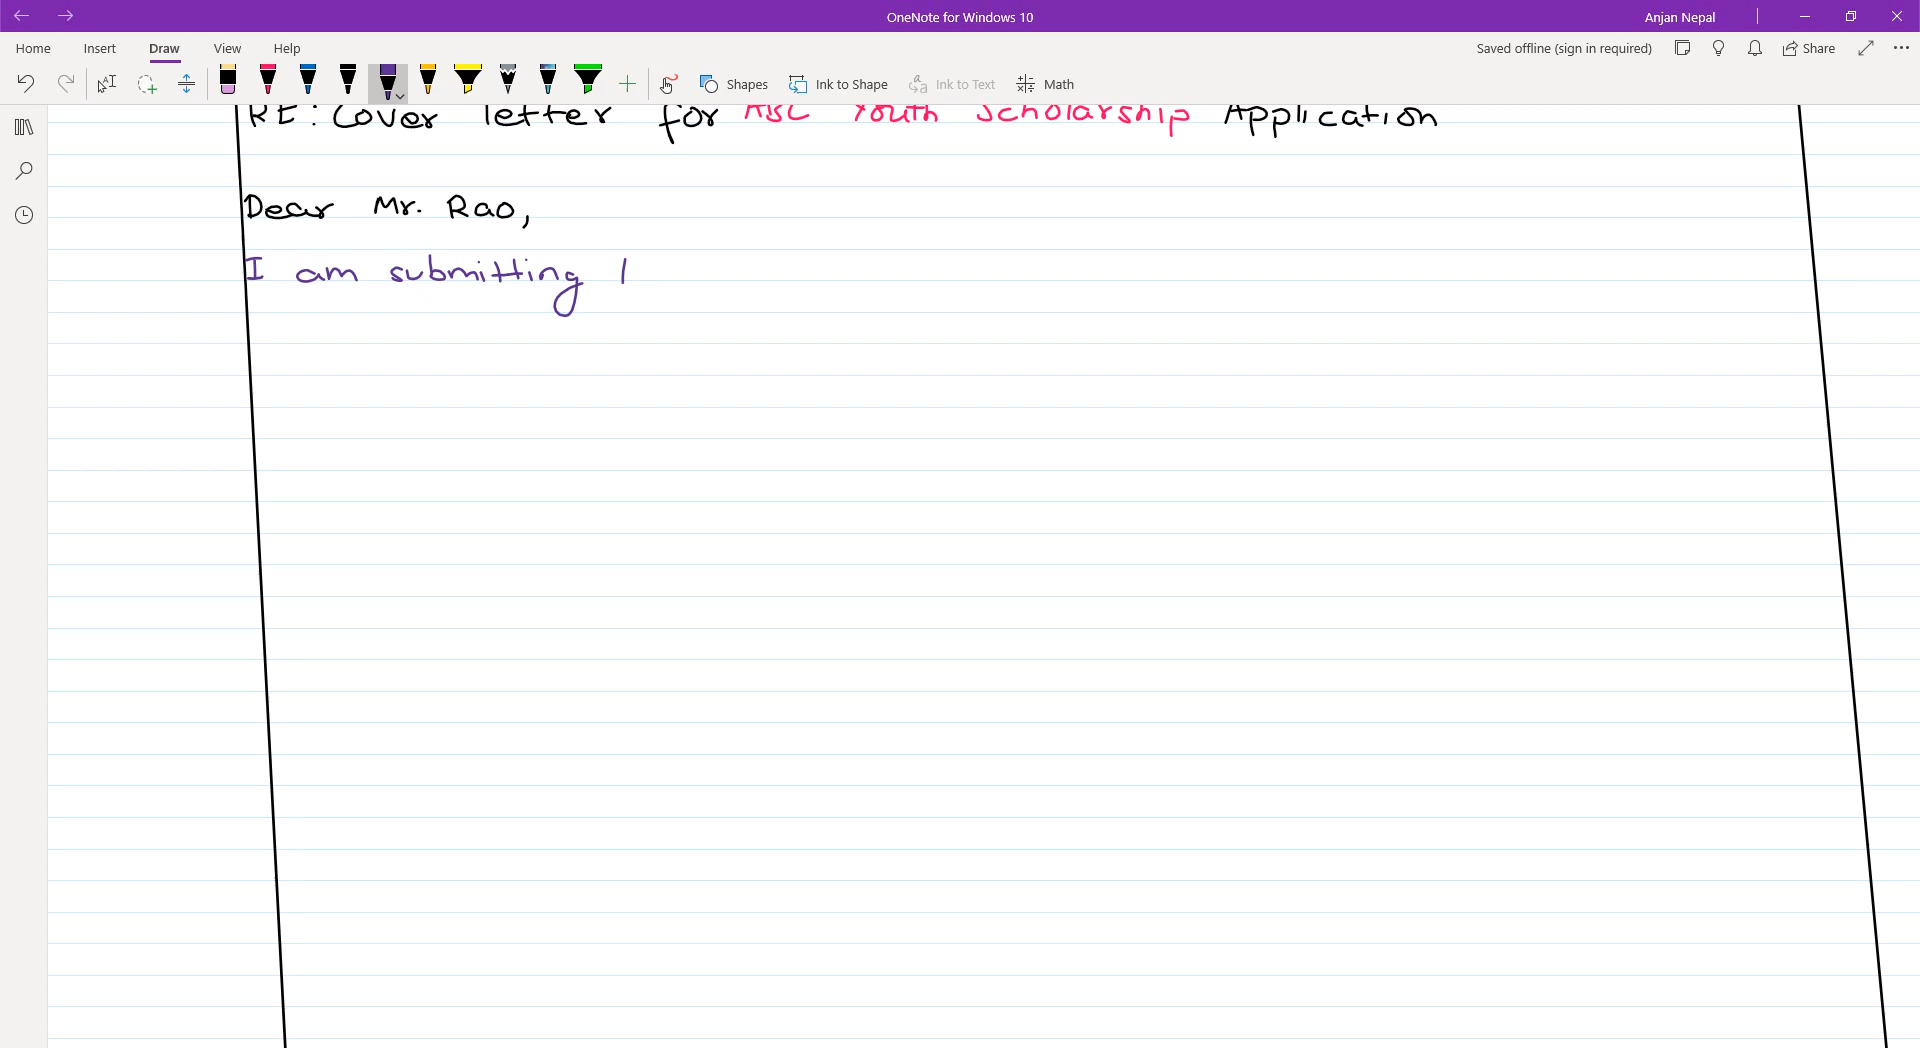 OneNote for Windows 10
Anjan Nepal
Home Insert Draw View Help
Saved offline (sign in required)
Share
Shapes
Ink to Shape
Ink to Text
Math
RE: Cover letter for ABC Youth Scholarship Application
Dear Mr. Rao,
I am submitting